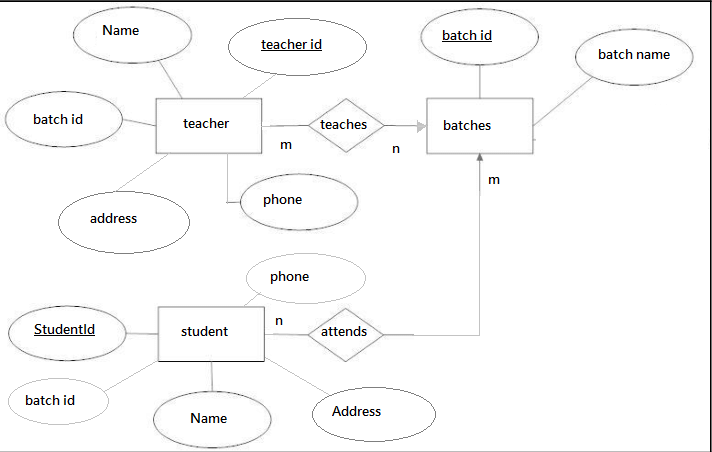 Name
teacher id
batch id
batch name
batch id
teacher
teaches
batches
m
n
address
phone
m
phone
n
StudentId
student
attends
batch id
Name
Address